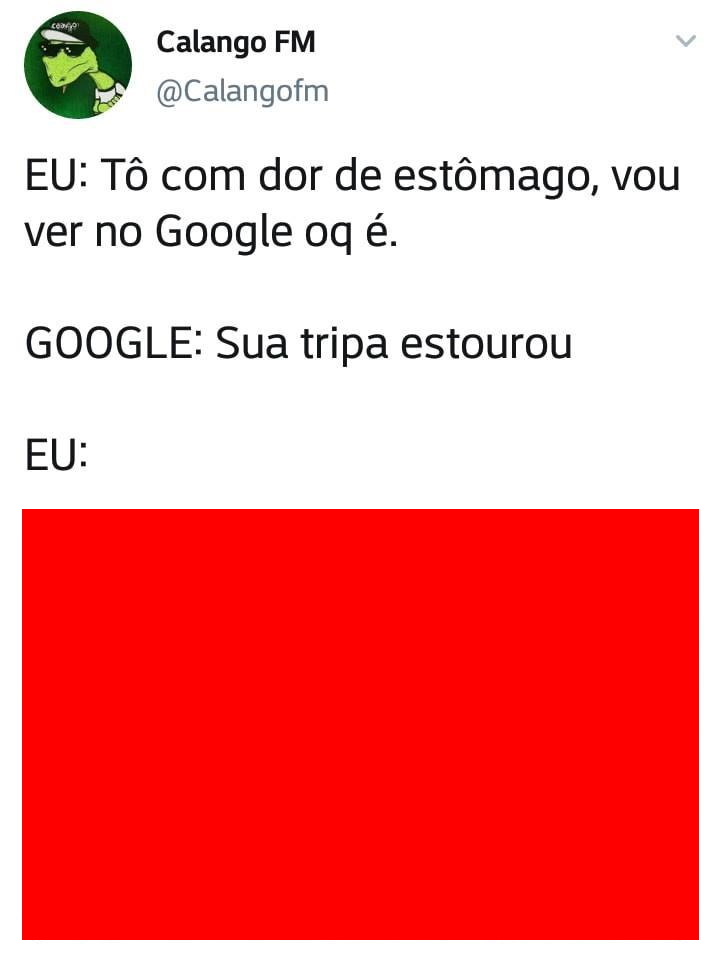 Calango FM
@Calangofm
EU: Tô com dor de estômago, vou
ver no Google oq é.
GOOGLE: Sua tripa estourou
EU: